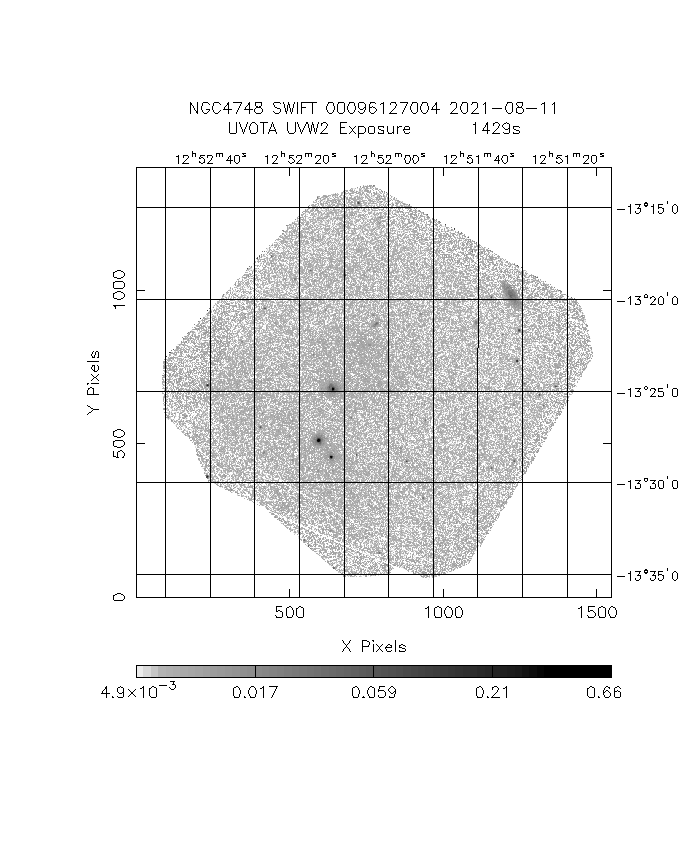 NGC4748 SWIFT 00096127004 2021-08-11
UVOTA UVW2 Exposure 1429s
12ʰ52ᵐ40ˢ 12ʰ52ᵐ20ˢ 12ʰ52ᵐ00ˢ 12ʰ51ᵐ40ˢ 12ʰ51ᵐ20ˢ
-13°15'0
1000
-13°20'0
Y Pixels
-13°25'0
500
-13°30'0
-13°35'0
0
500 1000 1500
X Pixels
4.9×10⁻³ 0.017 0.059 0.21 0.66